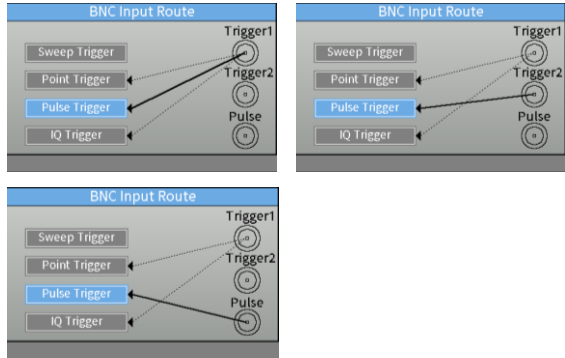 BNC Input Route
Trigger1
Sweep Trigger
Point Trigger
Trigger2
Pulse Trigger
Pulse
IQ Trigger
BNC Input Route
Trigger1
Sweep Trigger
Point Trigger
Trigger2
Pulse Trigger
Pulse
IQ Trigger
BNC Input Route
Trigger1
Sweep Trigger
Point Trigger
Trigger2
Pulse Trigger
Pulse
IQ Trigger